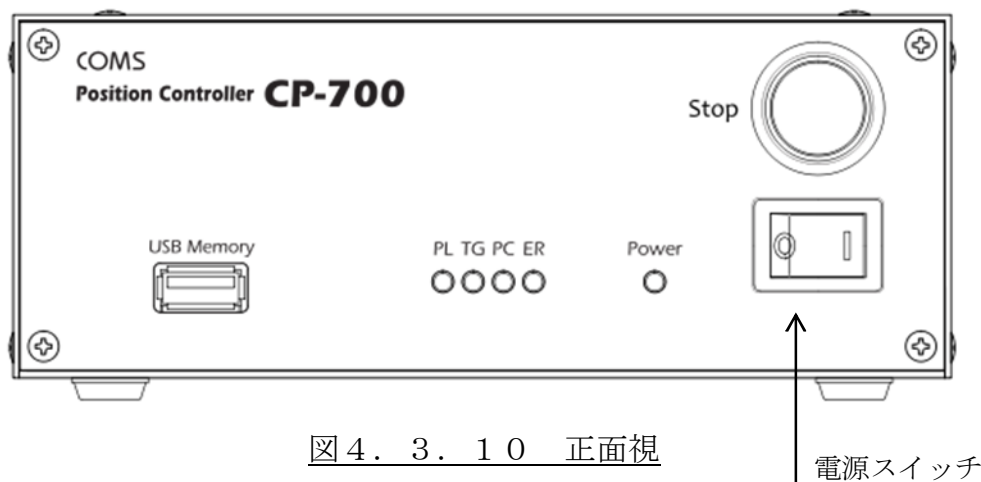 COMS
Position Controller CP-700
Stop
USB Memory
PL TG PC ER
Power
図4．3．10　正面視
電源スイッチ